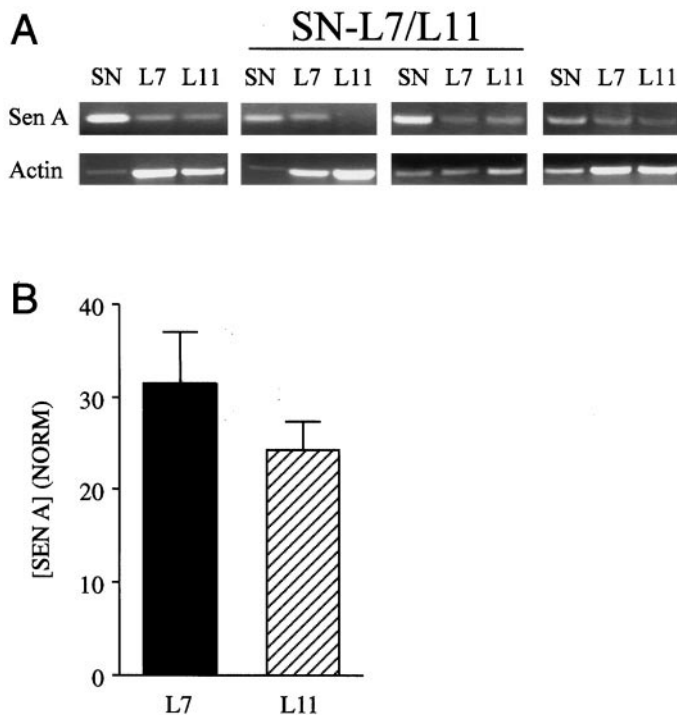 A
SN-L7/L11
SN L7 L11 SN L7 L11 SN L7 L11 SN L7 L11
Sen A
Actin
B
[SEN A] (NORM)
40
30
20
10
0
L7 L11